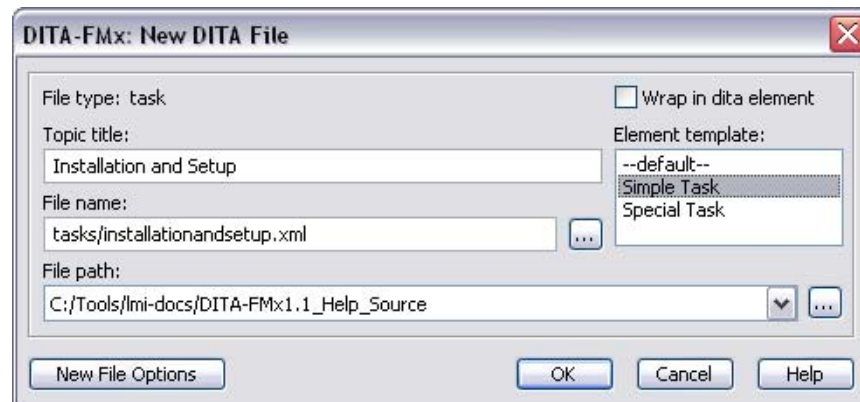 DITA-FMx: New DITA File
File type: task
Wrap in dita element
Topic title:
Installation and Setup
Element template:
--default--
Simple Task
Special Task
File name:
tasks/installationandsetup.xml
...
File path:
C:/Tools/lmi-docs/DITA-FMx1.1_Help_Source
...
New File Options
OK
Cancel
Help